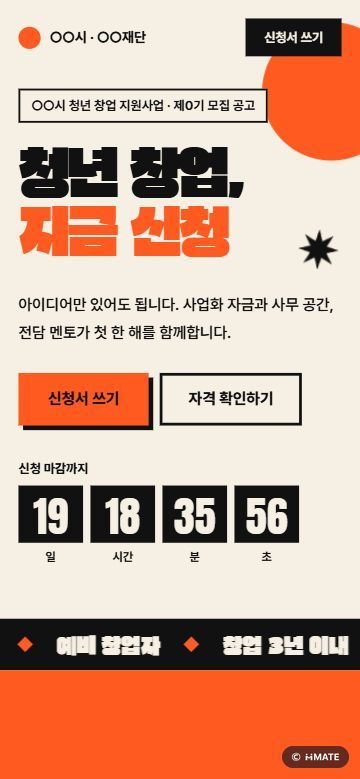 ○○시 · ○○재단
신청서 쓰기
○○시 청년 창업 지원사업 · 제0기 모집 공고
청년 창업,
지금 신청
아이디어만 있어도 됩니다. 사업화 자금과 사무 공간,
전담 멘토가 첫 한 해를 함께합니다.
신청서 쓰기
자격 확인하기
신청 마감까지
19 18 35 56
일 시간 분 초
예비 창업자 창업 3년 이내
© HMATE